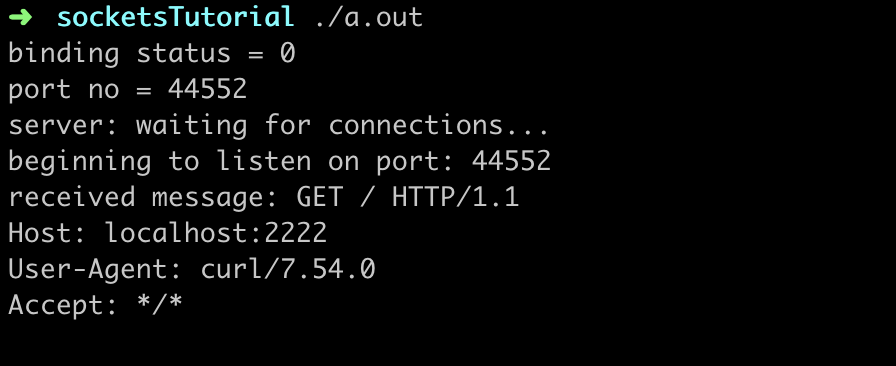 ➜ socketsTutorial ./a.out
binding status = 0
port no = 44552
server: waiting for connections...
beginning to listen on port: 44552
received message: GET / HTTP/1.1
Host: localhost:2222
User-Agent: curl/7.54.0
Accept: */*